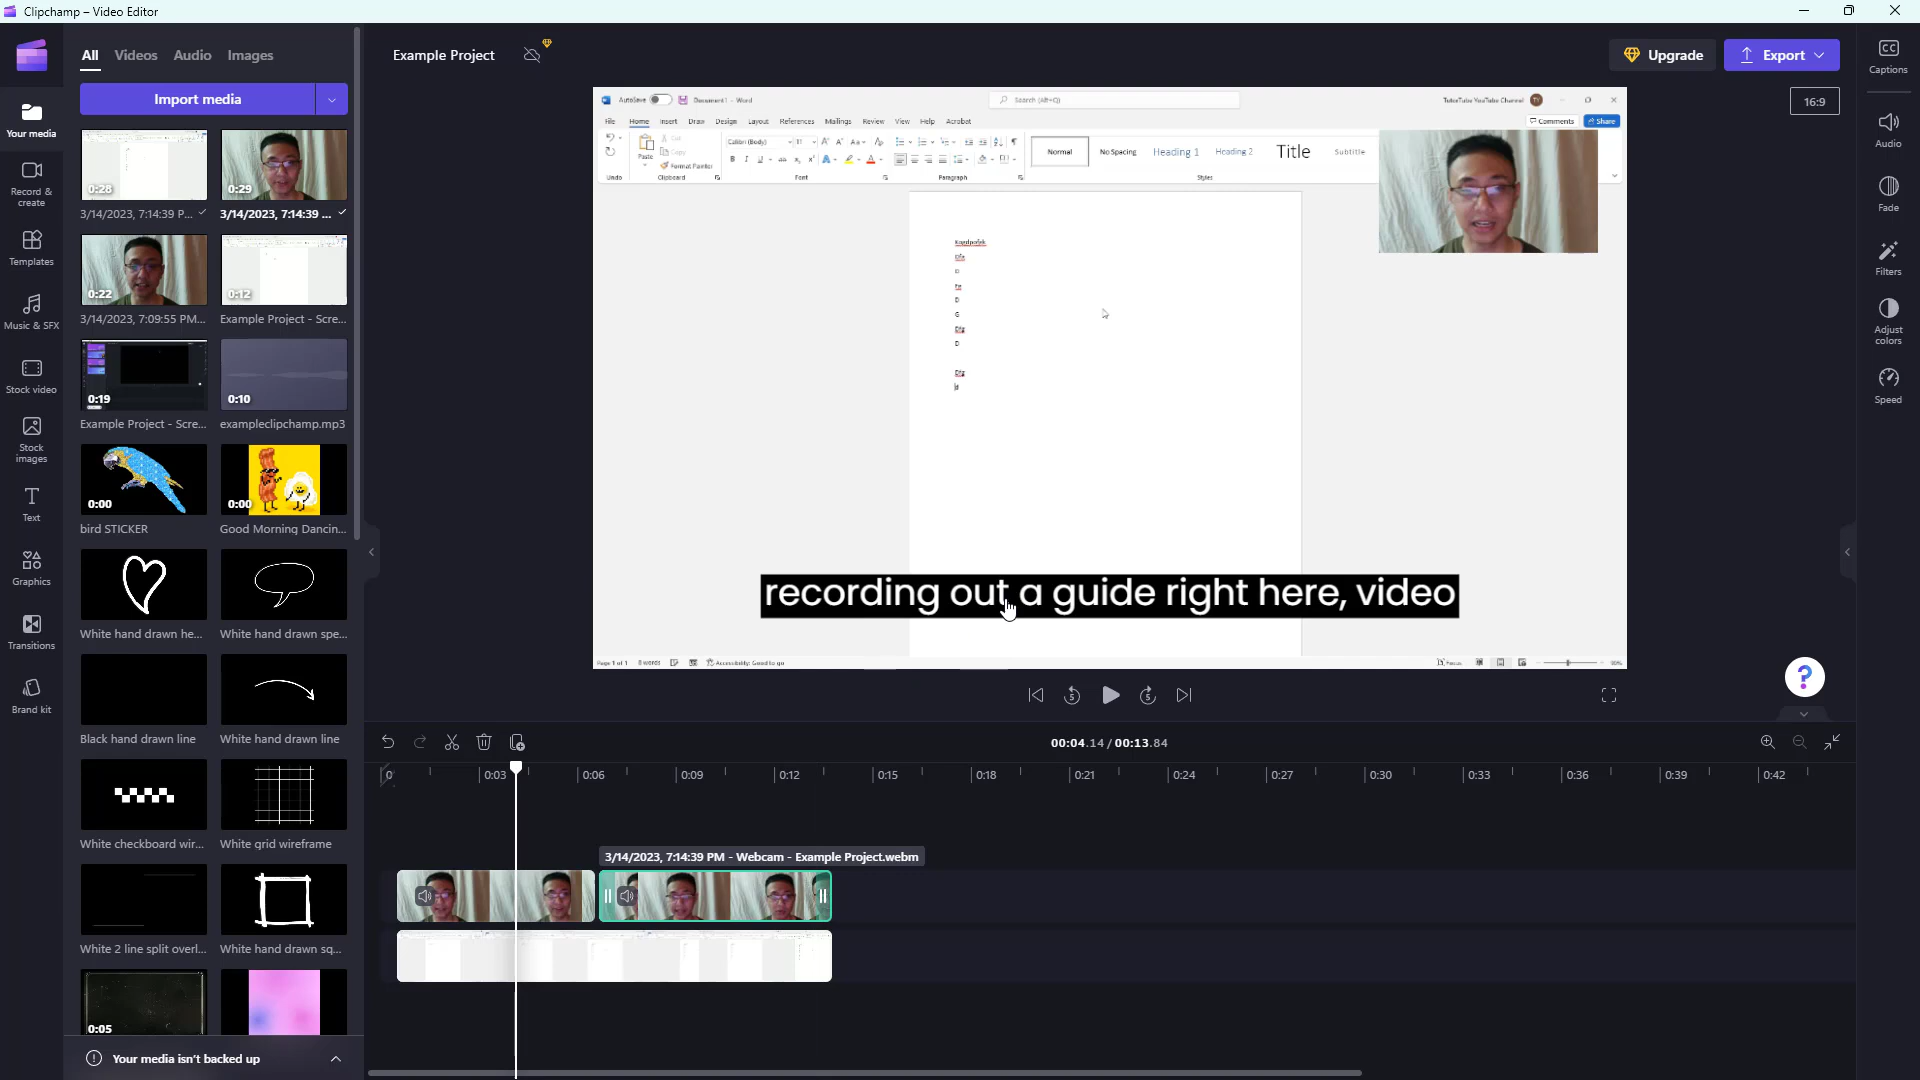 Clipchamp – Video Editor
All Videos Audio Images
Import media
Your media
Record & create
Templates
Music & SFX
Stock video
Stock images
Text
Graphics
Transitions
Brand kit
0:28
0:29
3/14/2023, 7:14:39 P...
3/14/2023, 7:14:39 ...
0:22
0:12
3/14/2023, 7:09:55 PM...
Example Project - Scre...
0:19
0:10
Example Project - Scre...
exampleclipchamp.mp3
0:00
0:00
bird STICKER
Good Morning Dancin...
White hand drawn he...
White hand drawn spe...
Black hand drawn line
White hand drawn line
White checkboard wir...
White grid wireframe
White 2 line split overl...
White hand drawn sq...
0:05
Your media isn't backed up
Example Project
Upgrade
Export
16:9
AutoSave
Document1 - Word
Search (Alt+Q)
TutorTube YouTube Channel
TY
File Home Insert Draw Design Layout References Mailings Review View Help Acrobat
Comments
Share
Paste
Cut
Copy
Format Painter
Calibri (Body)
11
Normal
No Spacing
Heading 1
Heading 2
Title
Subtitle
Undo
Clipboard
Font
Paragraph
Styles
D
G
D
recording out a guide right here, video
Page 1 of 1
8 words
Accessibility: Good to go
Focus
90%
Captions
Audio
Fade
Filters
Adjust colors
Speed
?
00:04.14 / 00:13.84
0 0:03 0:06 0:09 0:12 0:15 0:18 0:21 0:24 0:27 0:30 0:33 0:36 0:39 0:42
3/14/2023, 7:14:39 PM - Webcam - Example Project.webm